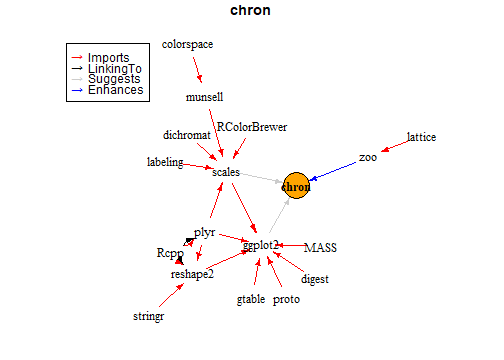 chron
Imports
LinkingTo
Suggests
Enhances
colorspace
munsell
dichromat
RColorBrewer
lattice
labeling
scales
zoo
chron
plyr
Rcpp
ggplot2
MASS
reshape2
digest
gtable
proto
stringr